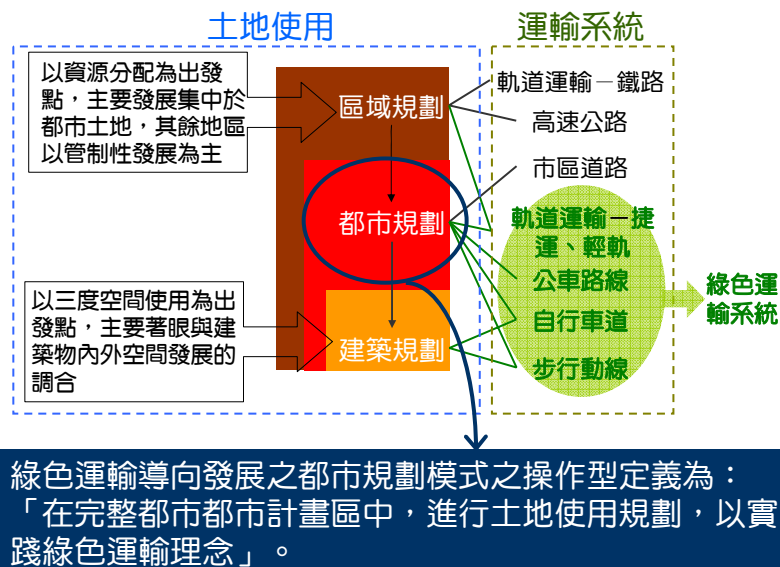 土地使用
運輸系統
以資源分配為出發
點，主要發展集中於
都市土地，其餘地區
以管制性發展為主
區域規劃
都市規劃
以三度空間使用為出
發點，主要著眼與建
築物內外空間發展的
調合
建築規劃
軌道運輸－鐵路
高速公路
市區道路
軌道運輸－捷
運、輕軌
公車路線
自行車道
步行動線
綠色運
輸系統
綠色運輸導向發展之都市規劃模式之操作型定義為：
「在完整都市都市計畫區中，進行土地使用規劃，以實
踐綠色運輸理念」。